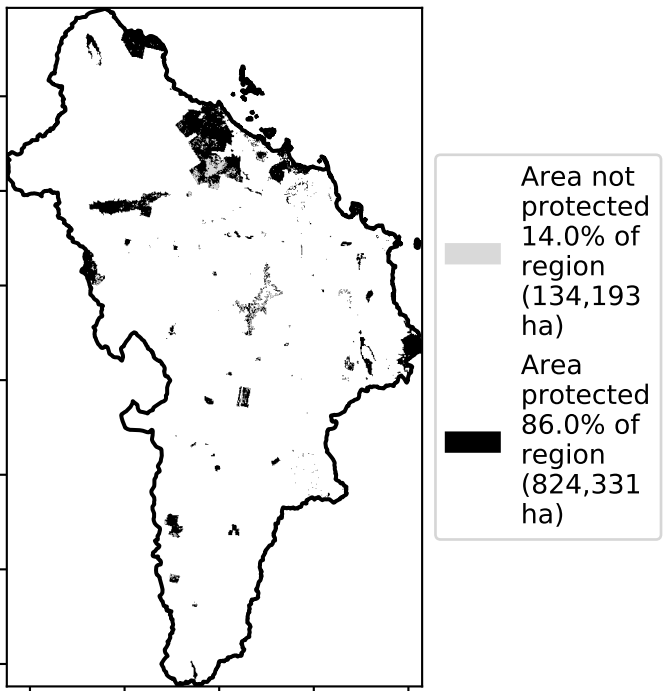 Area not
protected
14.0% of
region
(134,193
ha)
Area
protected
86.0% of
region
(824,331
ha)